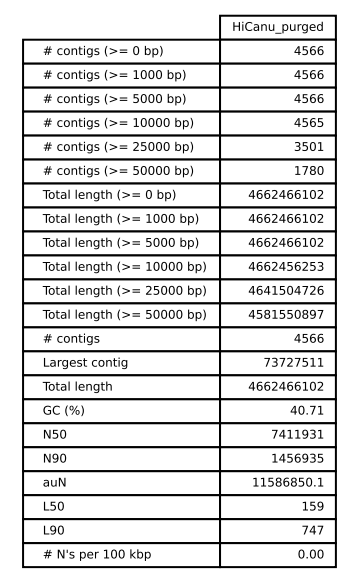 HiCanu_purged
# contigs (>= 0 bp) 4566
# contigs (>= 1000 bp) 4566
# contigs (>= 5000 bp) 4566
# contigs (>= 10000 bp) 4565
# contigs (>= 25000 bp) 3501
# contigs (>= 50000 bp) 1780
Total length (>= 0 bp) 4662466102
Total length (>= 1000 bp) 4662466102
Total length (>= 5000 bp) 4662466102
Total length (>= 10000 bp) 4662456253
Total length (>= 25000 bp) 4641504726
Total length (>= 50000 bp) 4581550897
# contigs 4566
Largest contig 73727511
Total length 4662466102
GC (%) 40.71
N50 7411931
N90 1456935
auN 11586850.1
L50 159
L90 747
# N's per 100 kbp 0.00